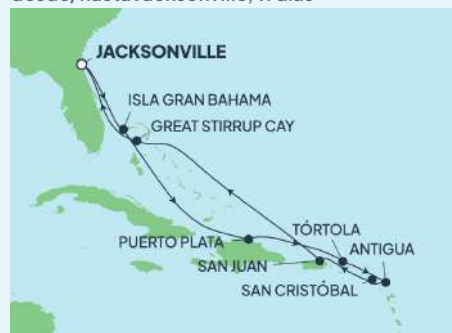 JACKSONVILLE
ISLA GRAN BAHAMA
GREAT STIRRUP CAY
TÓRTOLA
PUERTO PLATA
ANTIGUA
SAN JUAN
SAN CRISTÓBAL